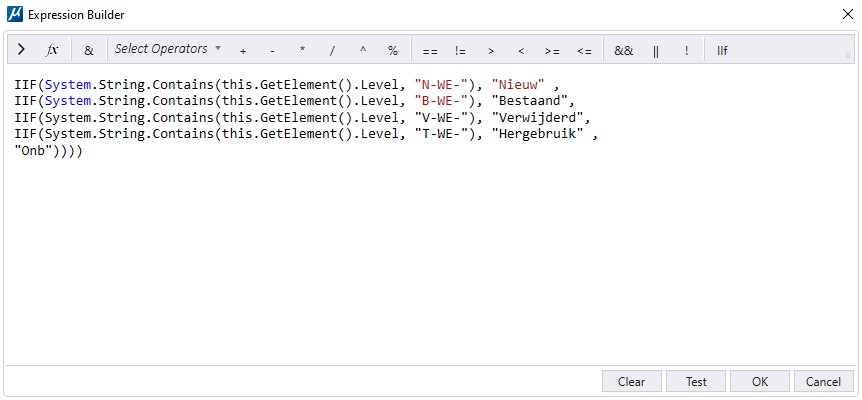 Expression Builder
fx & Select Operators + - * / ^ % == != > < >= <= && || ! IIf
IIF(System.String.Contains(this.GetElement().Level, "N-WE-"), "Nieuw" ,
IIF(System.String.Contains(this.GetElement().Level, "B-WE-"), "Bestaand",
IIF(System.String.Contains(this.GetElement().Level, "V-WE-"), "Verwijderd",
IIF(System.String.Contains(this.GetElement().Level, "T-WE-"), "Hergebruik" ,
"Onb"))))
Clear Test OK Cancel